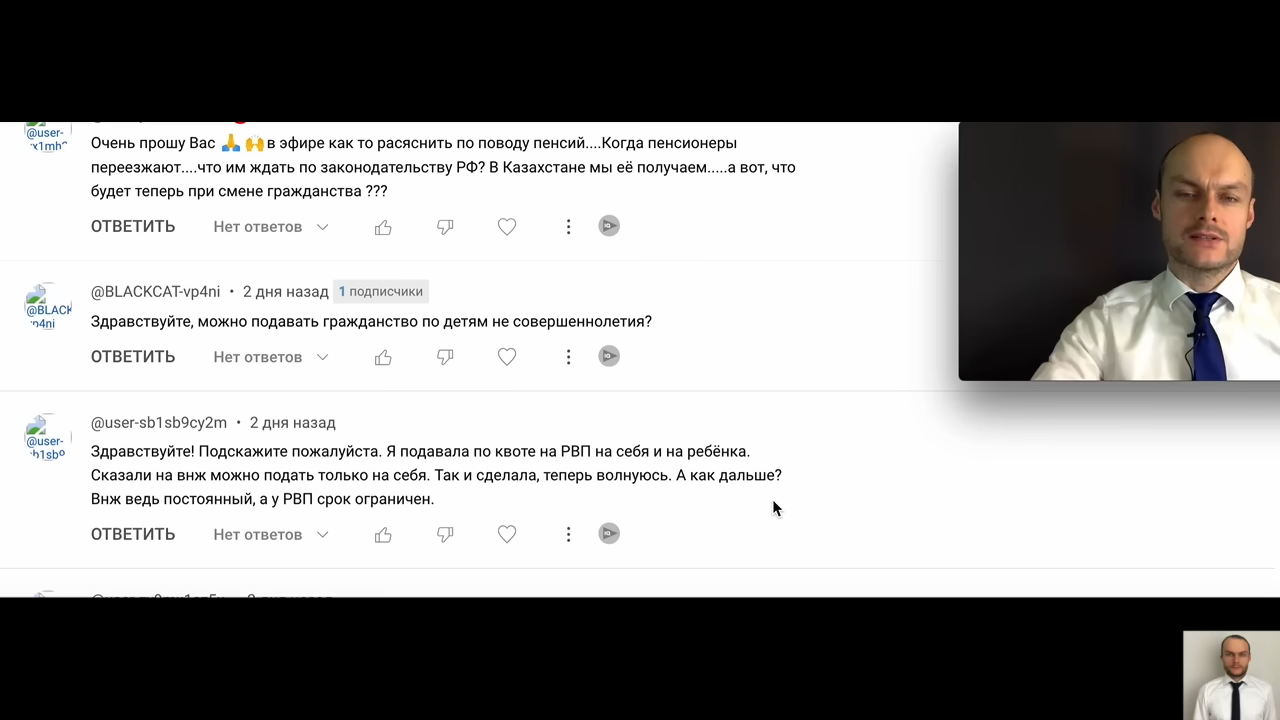 @user-
Очень прошу Вас 🙏 🙌 в эфире как то расяснить по поводу пенсий....Когда пенсионеры
переезжают....что им ждать по законодательству РФ? В Казахстане мы её получаем.....а вот, что
будет теперь при смене гражданства ???
ОТВЕТИТЬ Нет ответов
@BLACKCAT-vp4ni • 2 дня назад 1 подписчики
@BLACK
vp4ni
Здравствуйте, можно подавать гражданство по детям не совершеннолетия?
ОТВЕТИТЬ Нет ответов
@user-sb1sb9cy2m • 2 дня назад
@user-
Здравствуйте! Подскажите пожалуйста. Я подавала по квоте на РВП на себя и на ребёнка.
Сказали на внж можно подать только на себя. Так и сделала, теперь волнуюсь. А как дальше?
Внж ведь постоянный, а у РВП срок ограничен.
ОТВЕТИТЬ Нет ответов